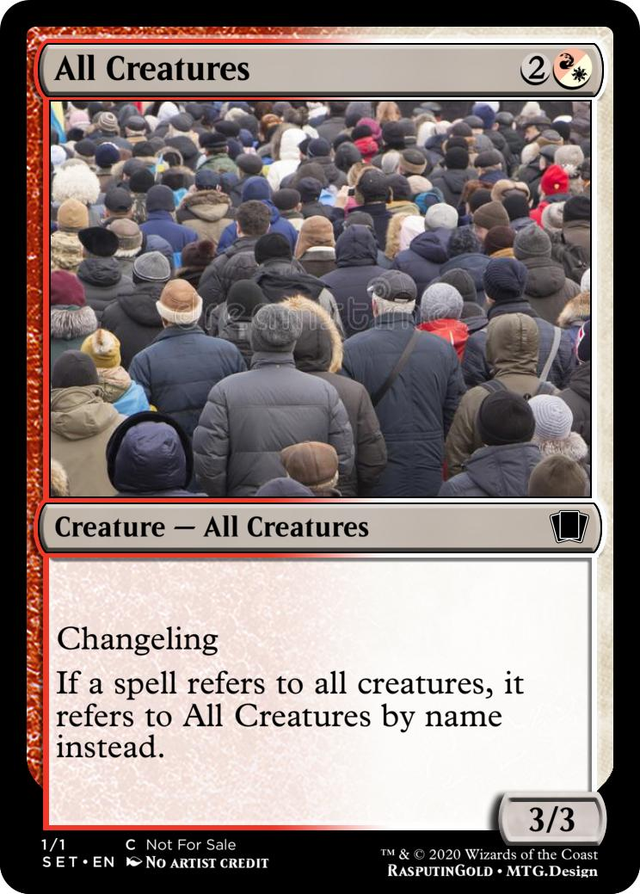 All Creatures 2
dreamstime
Creature — All Creatures
Changeling
If a spell refers to all creatures, it
refers to All Creatures by name
instead.
3/3
1/1 C Not For Sale
SET • EN No artist credit
™ & © 2020 Wizards of the Coast
RasputinGold • MTG.Design